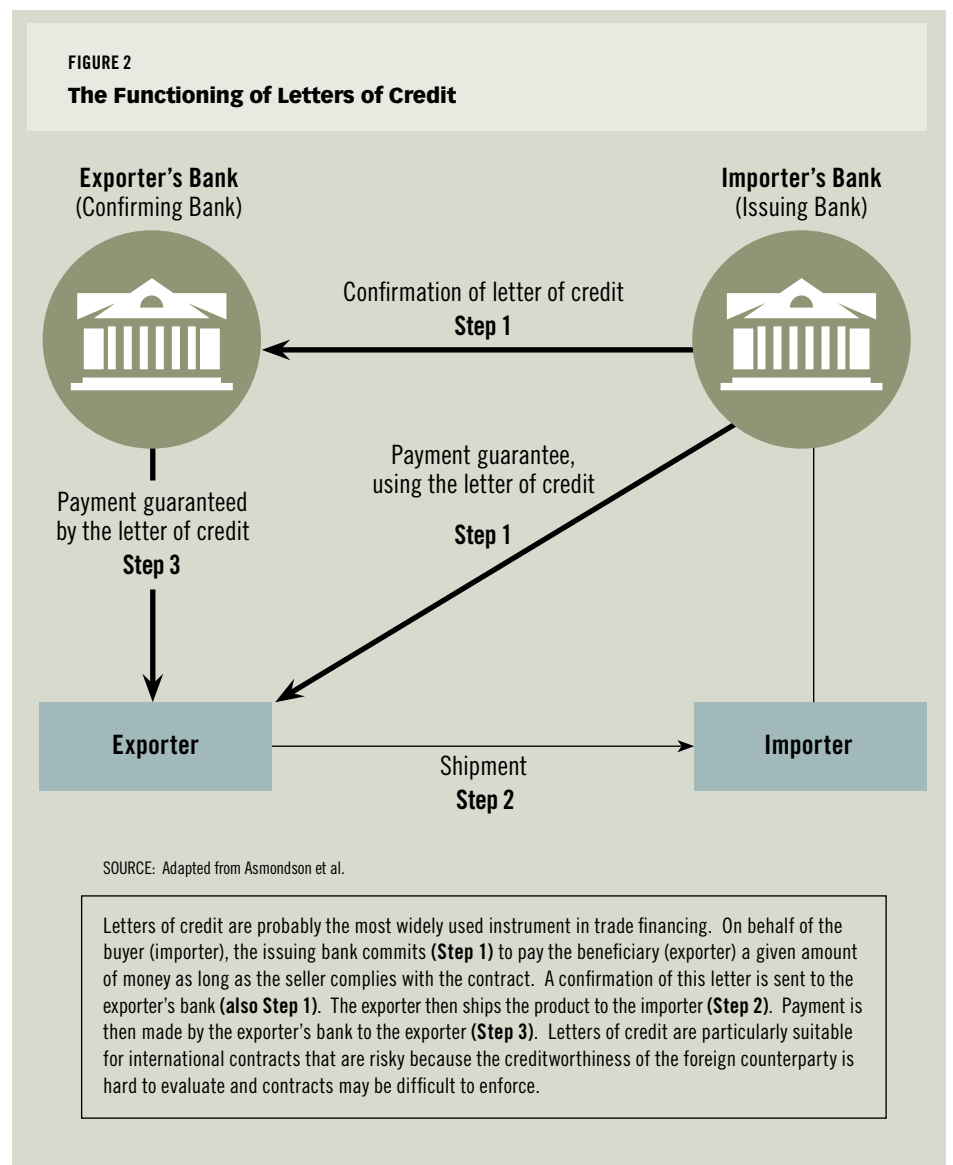 FIGURE 2
The Functioning of Letters of Credit
Exporter’s Bank
(Confirming Bank)
Importer’s Bank
(Issuing Bank)
Confirmation of letter of credit
Step 1
Payment guarantee,
using the letter of credit
Step 1
Payment guaranteed
by the letter of credit
Step 3
Exporter
Importer
Shipment
Step 2
SOURCE: Adapted from Asmondson et al.
Letters of credit are probably the most widely used instrument in trade financing. On behalf of the
buyer (importer), the issuing bank commits (Step 1) to pay the beneficiary (exporter) a given amount
of money as long as the seller complies with the contract. A confirmation of this letter is sent to the
exporter’s bank (also Step 1). The exporter then ships the product to the importer (Step 2). Payment is
then made by the exporter’s bank to the exporter (Step 3). Letters of credit are particularly suitable
for international contracts that are risky because the creditworthiness of the foreign counterparty is
hard to evaluate and contracts may be difficult to enforce.